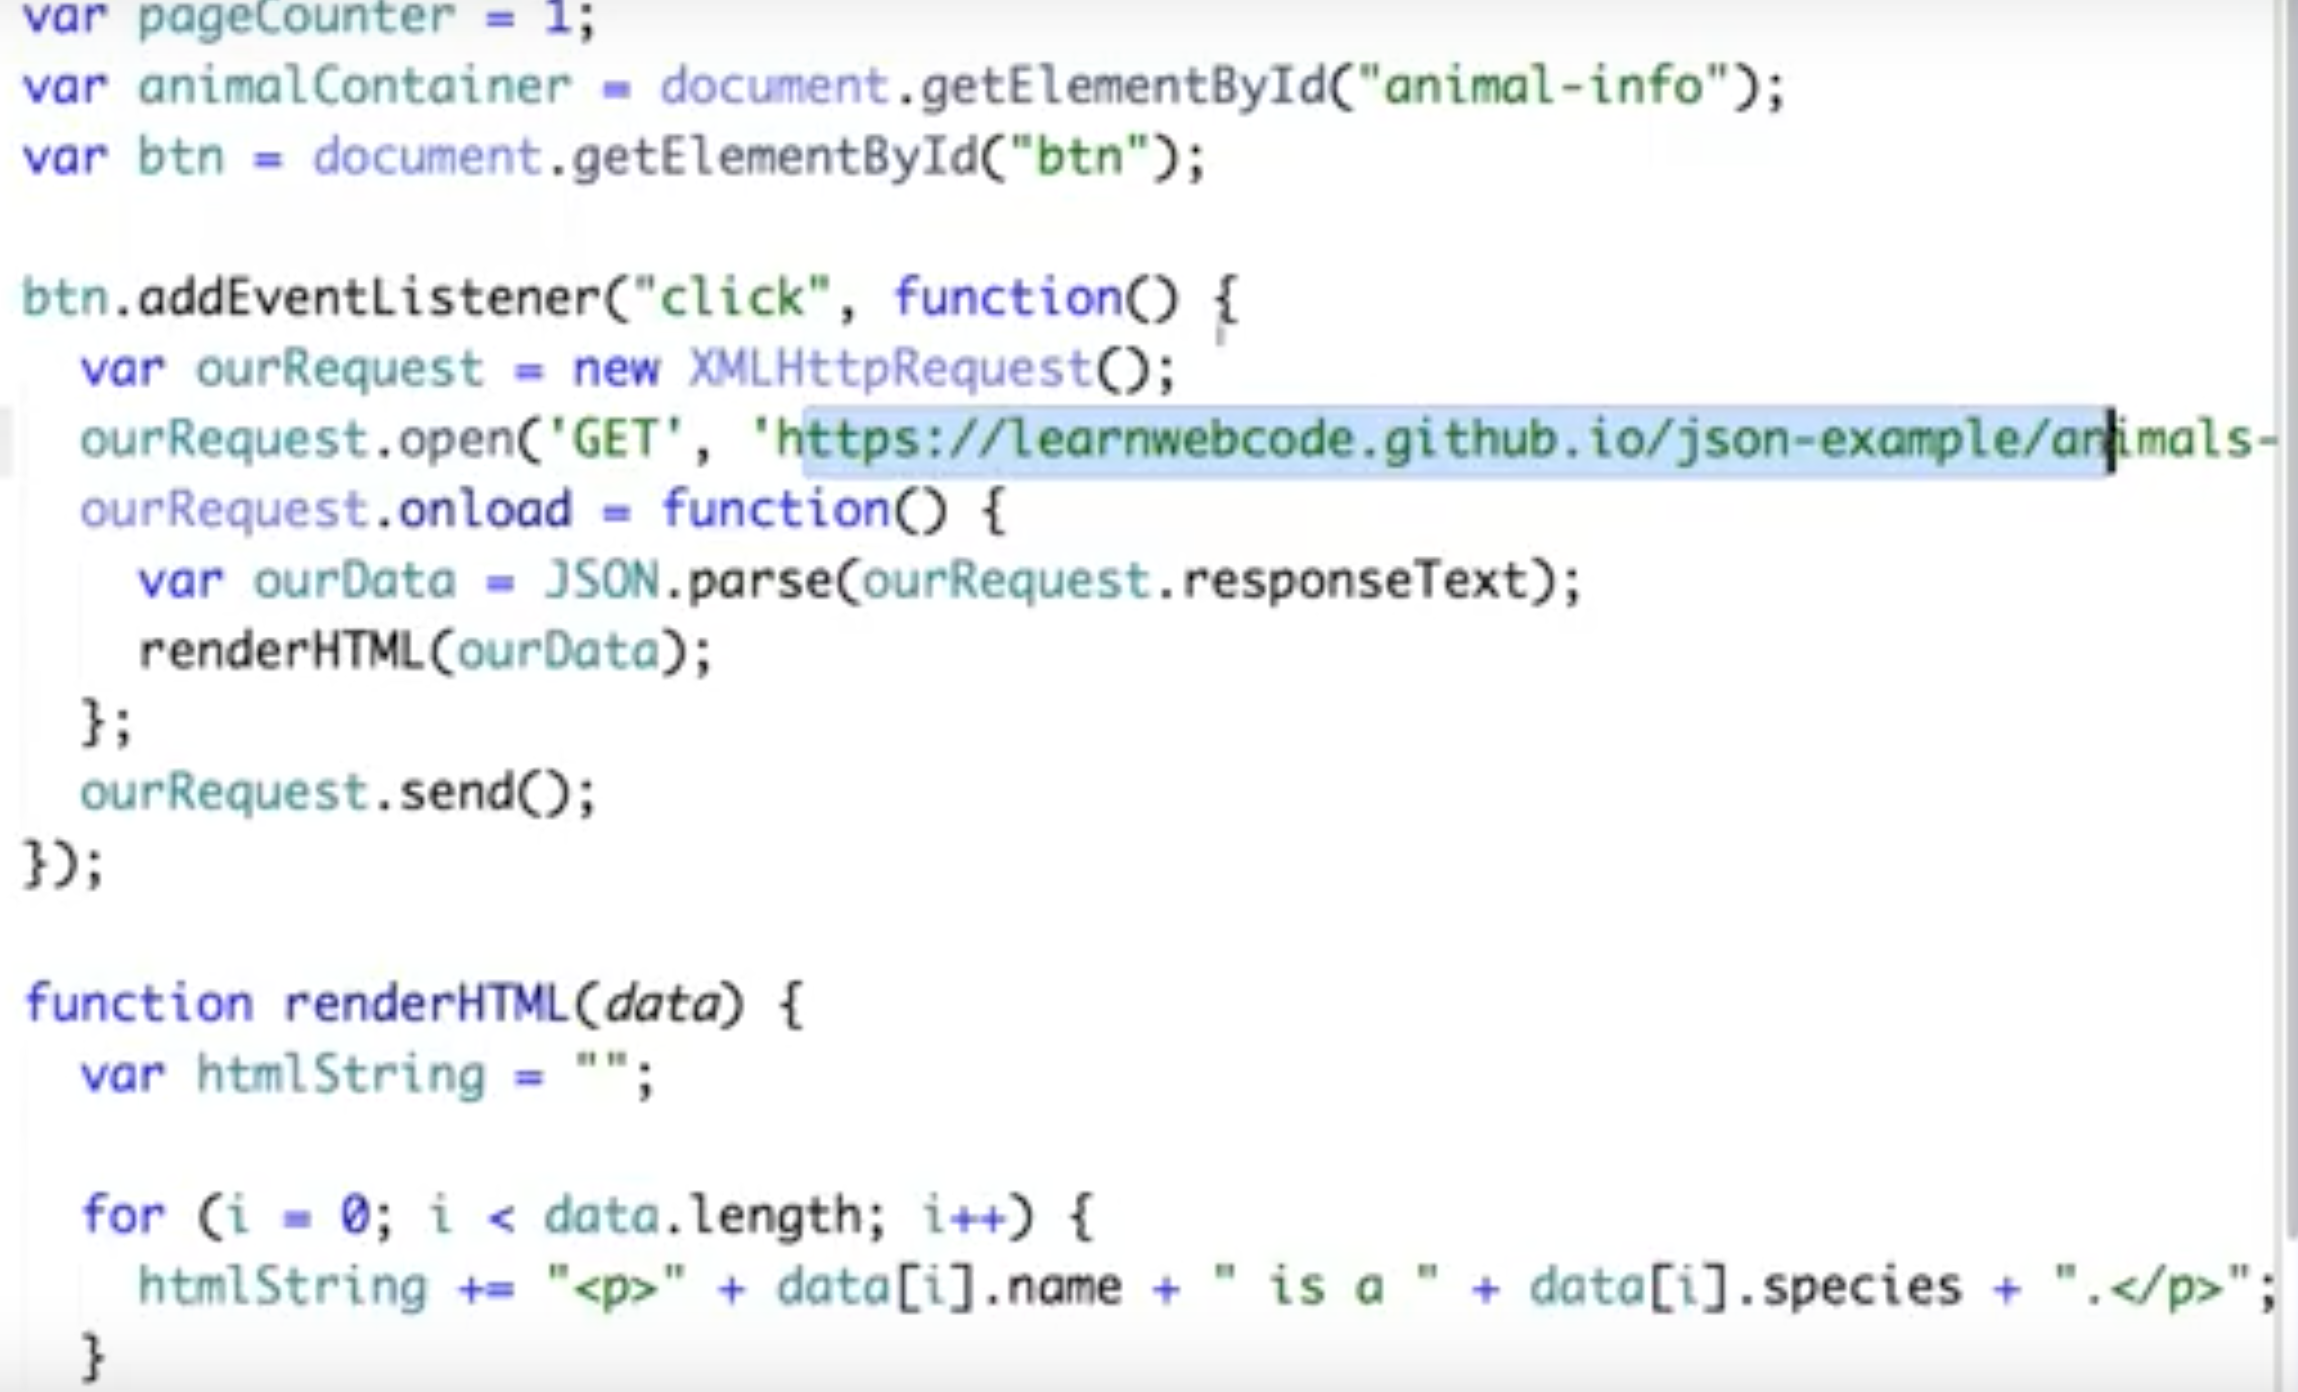 var pageCounter = 1;
var animalContainer = document.getElementById("animal-info");
var btn = document.getElementById("btn");
btn.addEventListener("click", function() {
  var ourRequest = new XMLHttpRequest();
  ourRequest.open('GET', 'https://learnwebcode.github.io/json-example/animals-
  ourRequest.onload = function() {
    var ourData = JSON.parse(ourRequest.responseText);
    renderHTML(ourData);
  };
  ourRequest.send();
});
function renderHTML(data) {
  var htmlString = "";
  for (i = 0; i < data.length; i++) {
    htmlString += "<p>" + data[i].name + " is a " + data[i].species + ".</p>";
  }